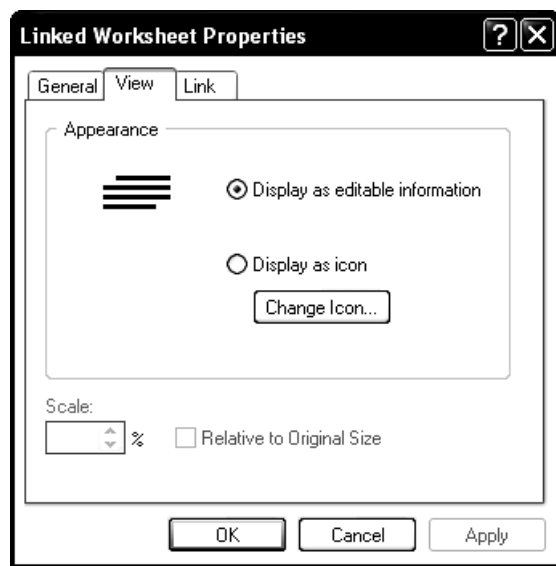 Linked Worksheet Properties
General View Link
Appearance
Display as editable information
Display as icon
Change Icon...
Scale:
% Relative to Original Size
OK Cancel Apply